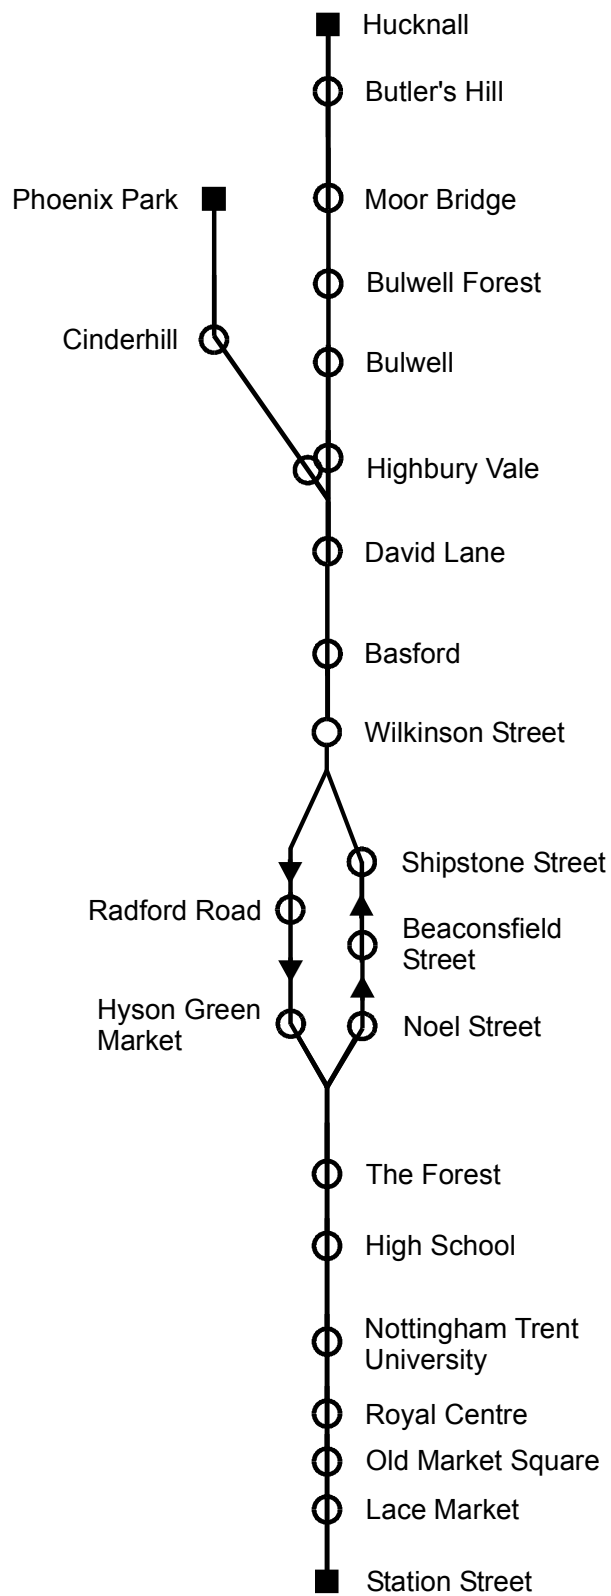 Hucknall
Butler's Hill
Phoenix Park
Moor Bridge
Bulwell Forest
Cinderhill
Bulwell
Highbury Vale
David Lane
Basford
Wilkinson Street
Shipstone Street
Radford Road
Beaconsfield
Street
Hyson Green
Market
Noel Street
The Forest
High School
Nottingham Trent
University
Royal Centre
Old Market Square
Lace Market
Station Street